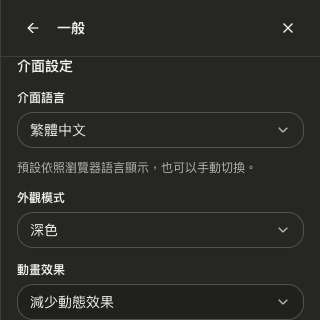 一般
介面設定
介面語言
繁體中文
預設依照瀏覽器語言顯示，也可以手動切換。
外觀模式
深色
動畫效果
減少動態效果